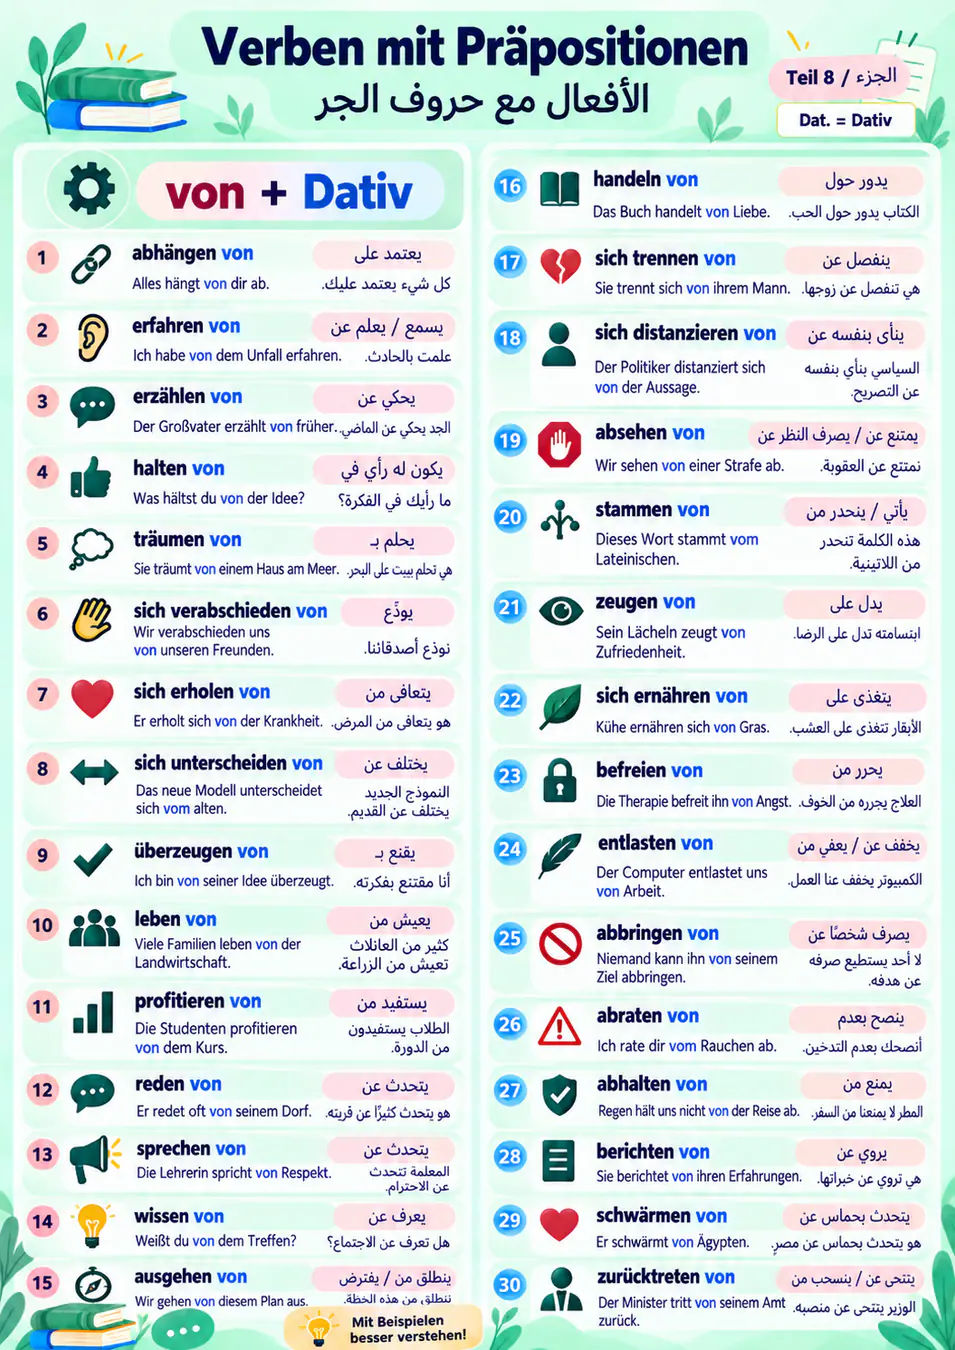 Verben mit Präpositionen
الأفعال مع حروف الجر
Teil 8 / الجزء
Dat. = Dativ
von + Dativ
1
abhängen von
يعتمد على
Alles hängt von dir ab.
كل شيء يعتمد عليك.
2
erfahren von
يسمع / يعلم عن
Ich habe von dem Unfall erfahren.
علمت بالحادث.
3
erzählen von
يحكي عن
Der Großvater erzählt von früher.
الجد يحكي عن الماضي.
4
halten von
يكون له رأي في
Was hältst du von der Idee?
ما رأيك في الفكرة؟
5
träumen von
يحلم بـ
Sie träumt von einem Haus am Meer.
هي تحلم ببيت على البحر.
6
sich verabschieden von
يوذّع
Wir verabschieden uns
von unseren Freunden.
نوذع أصدقائنا.
7
sich erholen von
يتعافى من
Er erholt sich von der Krankheit.
هو يتعافى من المرض.
8
sich unterscheiden von
يختلف عن
Das neue Modell unterscheidet
sich vom alten.
النموذج الجديد
يختلف عن القديم.
9
überzeugen von
يقنع بـ
Ich bin von seiner Idee überzeugt.
أنا مقتنع بفكرته.
10
leben von
يعيش من
Viele Familien leben von der
Landwirtschaft.
كثير من العائلات
تعيش من الزراعة.
11
profitieren von
يستفيد من
Die Studenten profitieren
von dem Kurs.
الطلاب يستفيدون
من الدورة.
12
reden von
يتحدث عن
Er redet oft von seinem Dorf.
هو يتحدث كثيرًا عن قريته.
13
sprechen von
يتحدث عن
Die Lehrerin spricht von Respekt.
المعلمة تتحدث
عن الاحترام.
14
wissen von
يعرف عن
Weißt du von dem Treffen?
هل تعرف عن الاجتماع؟
15
ausgehen von
ينطلق من / يفترض
Wir gehen von diesem Plan aus.
ننطلق من هذه الخطة.
Mit Beispielen
besser verstehen!
16
handeln von
يدور حول
Das Buch handelt von Liebe.
الكتاب يدور حول الحب.
17
sich trennen von
ينفصل عن
Sie trennt sich von ihrem Mann.
هي تنفصل عن زوجها.
18
sich distanzieren von
ينأى بنفسه عن
Der Politiker distanziert sich
von der Aussage.
السياسي بنأي بنفسه
عن التصريح.
19
absehen von
يمتنع عن / يصرف النظر عن
Wir sehen von einer Strafe ab.
نمتنع عن العقوبة.
20
stammen von
يأتي / ينحدر من
Dieses Wort stammt vom
Lateinischen.
هذه الكلمة تنحدر
من اللاتينية.
21
zeugen von
يدل على
Sein Lächeln zeugt von
Zufriedenheit.
ابتسامته تدل على الرضا.
22
sich ernähren von
يتغذى على
Kühe ernähren sich von Gras.
الأبقار تتغذى على العشب.
23
befreien von
يحرر من
Die Therapie befreit ihn von Angst.
العلاج يحرره من الخوف.
24
entlasten von
يخفف عن / يعفي من
Der Computer entlastet uns
von Arbeit.
الكمبيوتر يخفف عنا العمل.
25
abbringen von
يصرف شخصًا عن
Niemand kann ihn von seinem
Ziel abbringen.
لا أحد يستطيع صرفه
عن هدفه.
26
abraten von
ينصح بعدم
Ich rate dir vom Rauchen ab.
أنصحك بعدم التدخين.
27
abhalten von
يمنع من
Regen hält uns nicht von der Reise ab.
المطر لا يمنعنا من السفر.
28
berichten von
يروي عن
Sie berichtet von ihren Erfahrungen.
هي تروي عن خبراتها.
29
schwärmen von
يتحدث بحماس عن
Er schwärmt von Ägypten.
هو يتحدث بحماس عن مصر.
30
zurücktreten von
يتنحى عن / ينسحب من
Der Minister tritt von seinem Amt
zurück.
الوزير يتنحى عن منصبه.